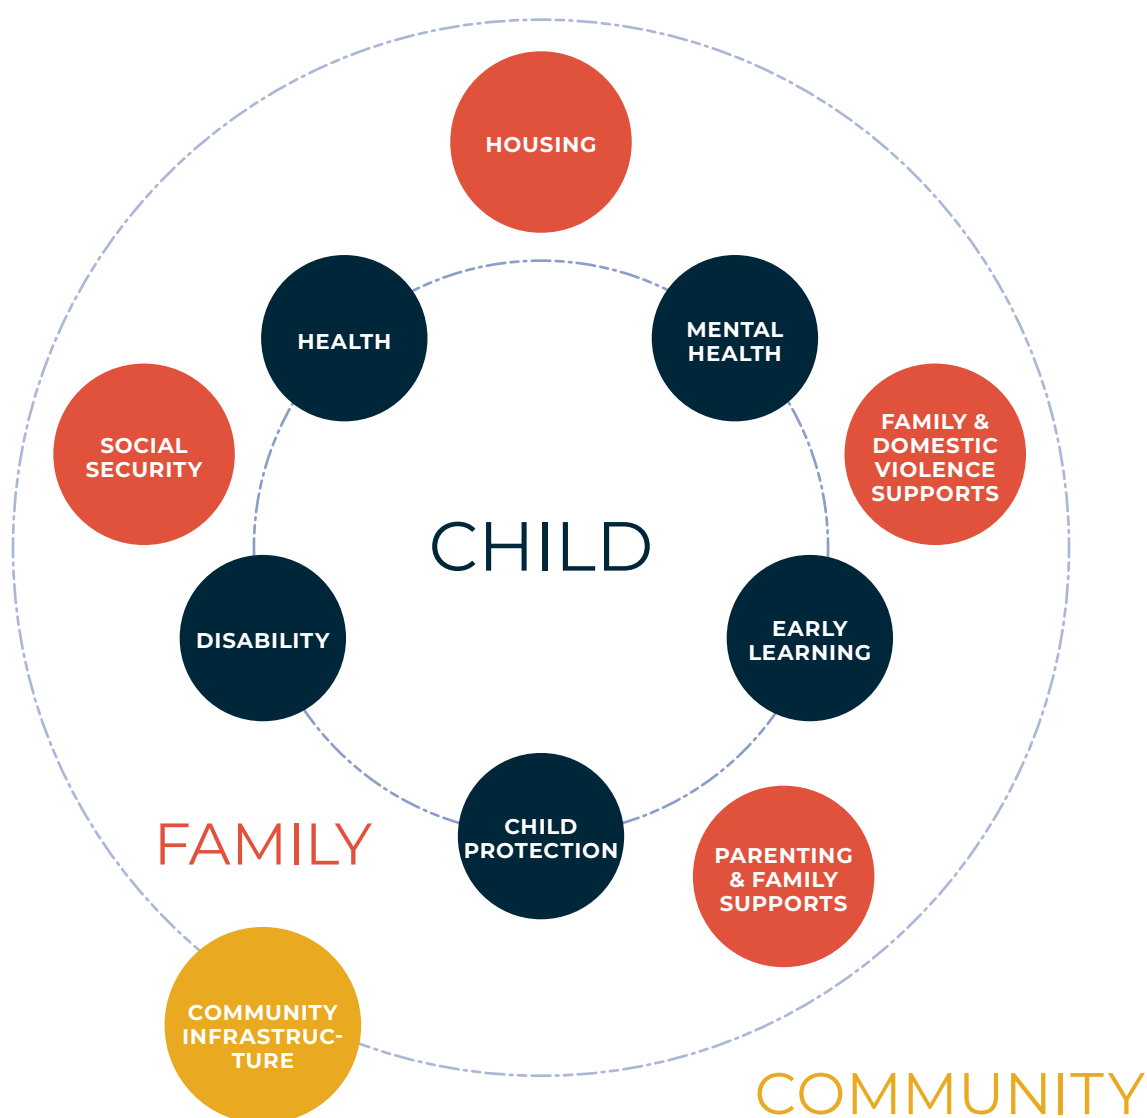 HOUSING
HEALTH
MENTAL
HEALTH
SOCIAL
SECURITY
FAMILY &
DOMESTIC
VIOLENCE
SUPPORTS
CHILD
DISABILITY
EARLY
LEARNING
CHILD
PROTECTION
FAMILY
PARENTING
& FAMILY
SUPPORTS
COMMUNITY
INFRASTRUC-
TURE
COMMUNITY